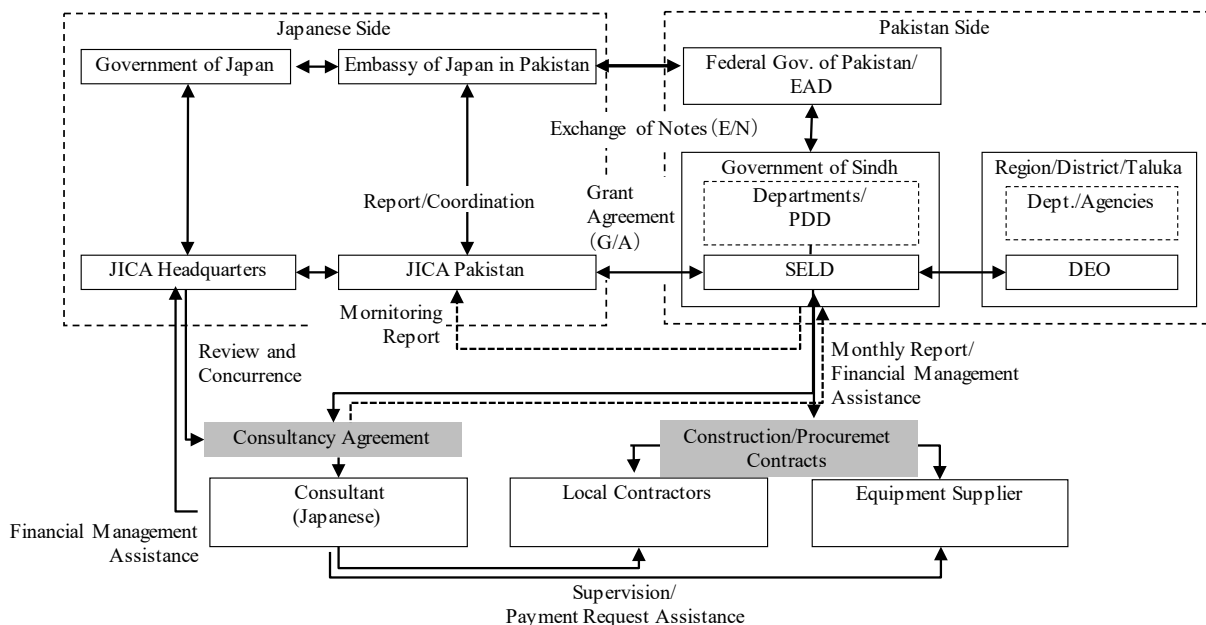 Japanese Side
Pakistan Side
Government of Japan
Embassy of Japan in Pakistan
Federal Gov. of Pakistan/
EAD
Exchange of Notes (E/N)
Government of Sindh
Departments/
PDD
Region/District/Taluka
Dept./Agencies
Report/Coordination
Grant
Agreement
(G/A)
JICA Headquarters
JICA Pakistan
SELD
DEO
Mornitoring
Report
Review and
Concurrence
Monthly Report/
Financial Management
Assistance
Consultancy Agreement
Construction/Procuremet
Contracts
Consultant
(Japanese)
Local Contractors
Equipment Supplier
Financial Management
Assistance
Supervision/
Payment Request Assistance